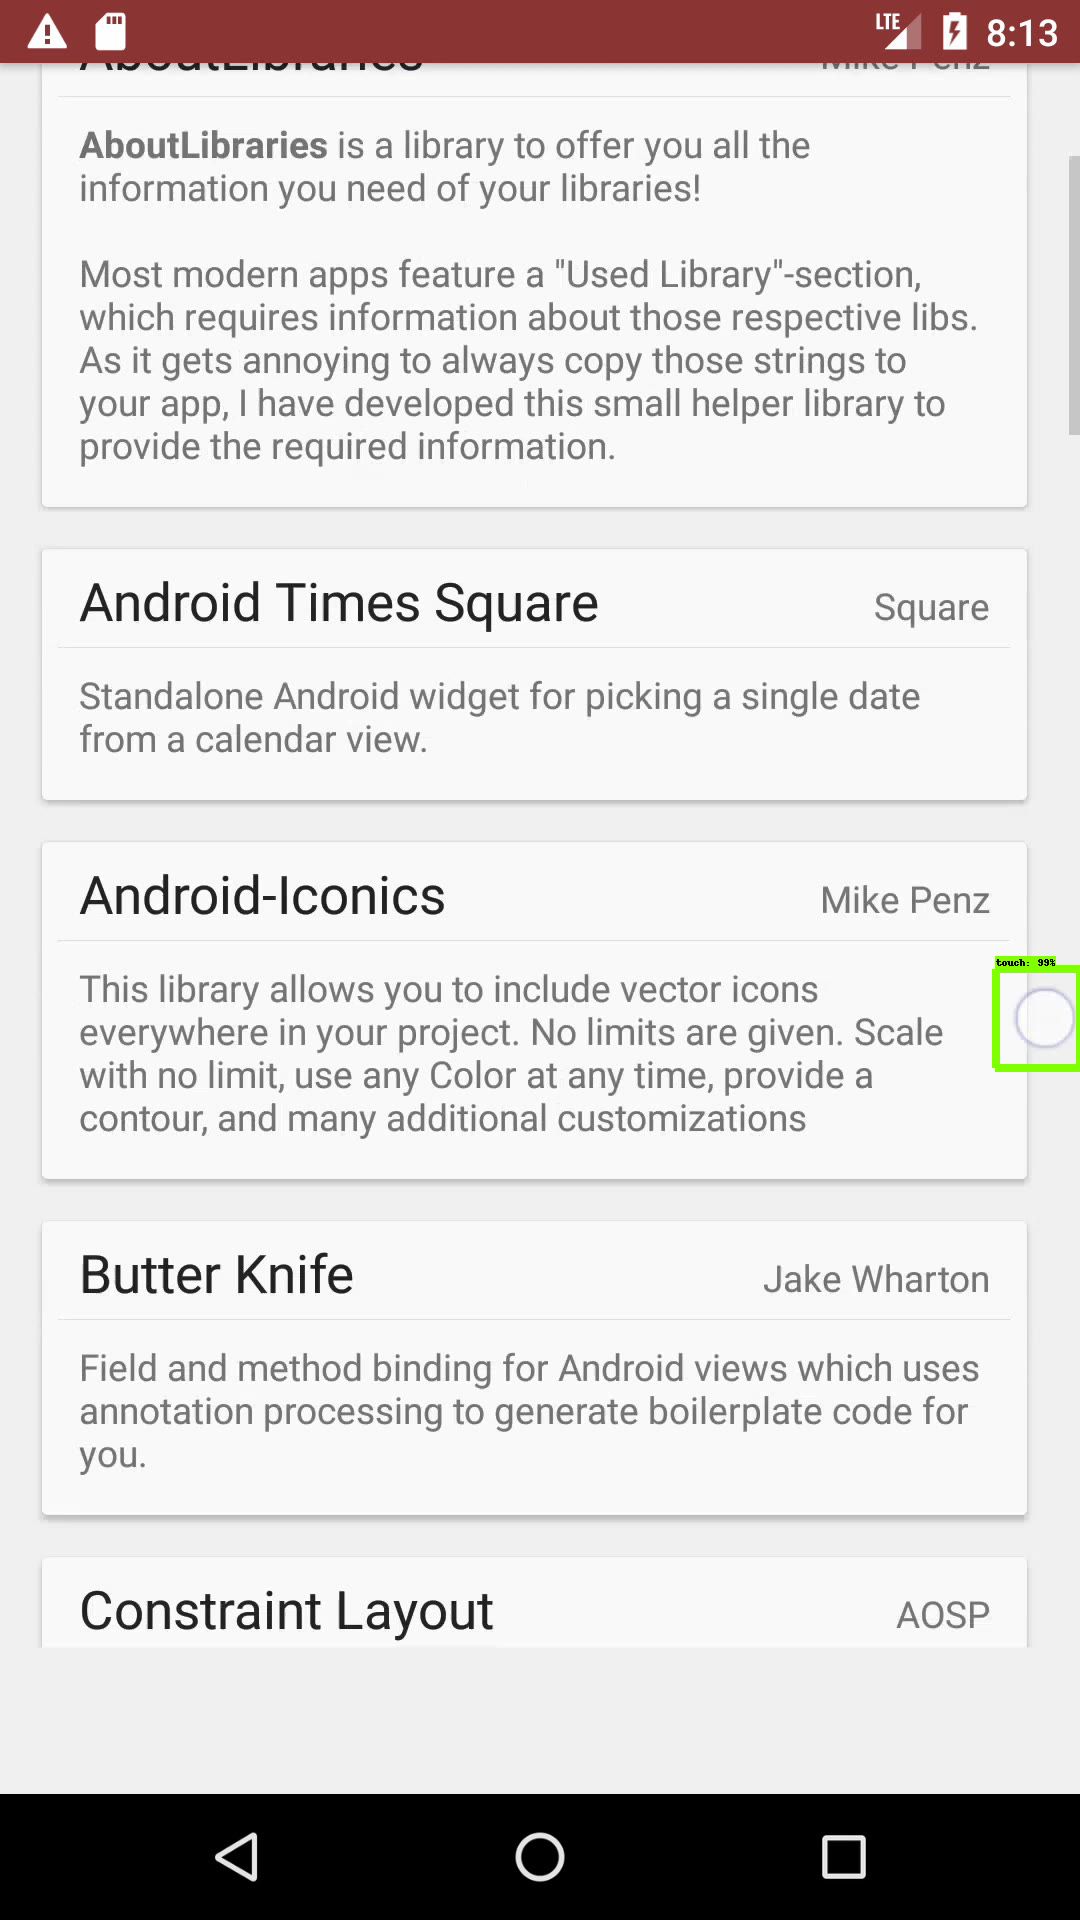 LTE 8:13
AboutLibraries Mike Penz
AboutLibraries is a library to offer you all the
information you need of your libraries!
Most modern apps feature a "Used Library"-section,
which requires information about those respective libs.
As it gets annoying to always copy those strings to
your app, I have developed this small helper library to
provide the required information.
Android Times Square Square
Standalone Android widget for picking a single date
from a calendar view.
Android-Iconics Mike Penz
This library allows you to include vector icons
everywhere in your project. No limits are given. Scale
with no limit, use any Color at any time, provide a
contour, and many additional customizations
touch: 99%
Butter Knife Jake Wharton
Field and method binding for Android views which uses
annotation processing to generate boilerplate code for
you.
Constraint Layout AOSP